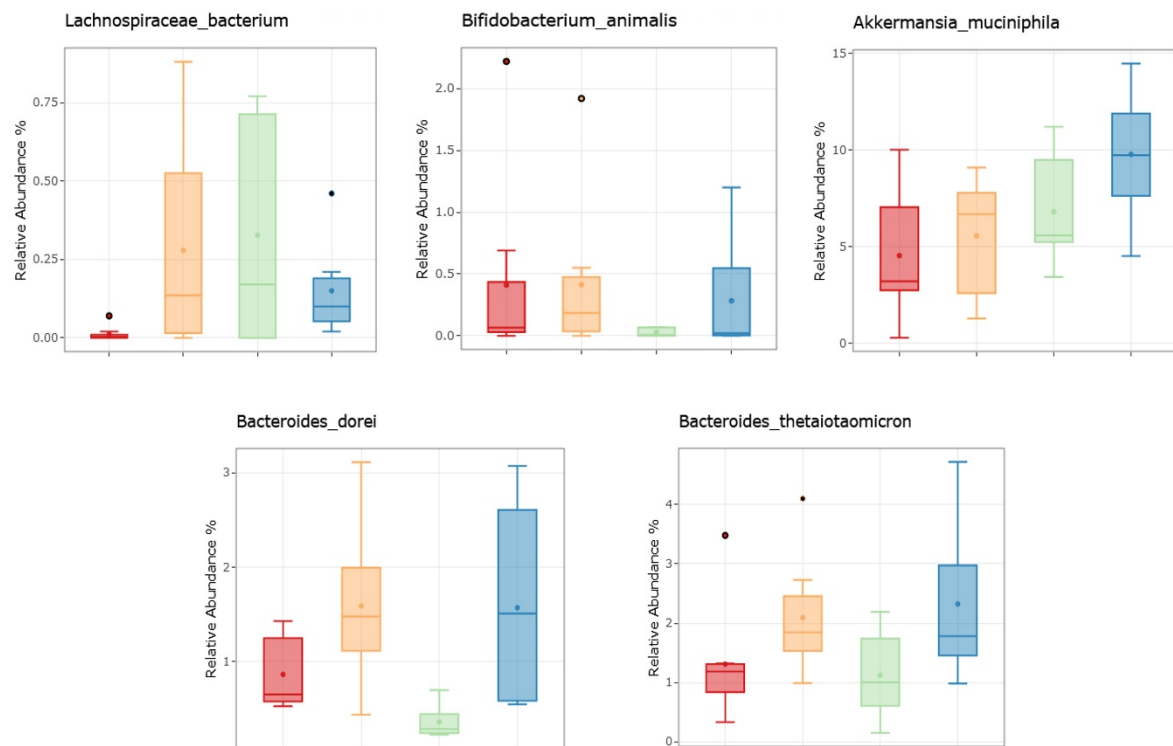 Lachnospiraceae_bacterium
Bifidobacterium_animalis
Akkermansia_muciniphila
Relative Abundance %
0.75
0.50
0.25
0.00
Relative Abundance %
2.0
1.5
1.0
0.5
0.0
Relative Abundance %
15
10
5
0
Bacteroides_dorei
Bacteroides_thetaiotaomicron
Relative Abundance %
3
2
1
Relative Abundance %
4
3
2
1
0